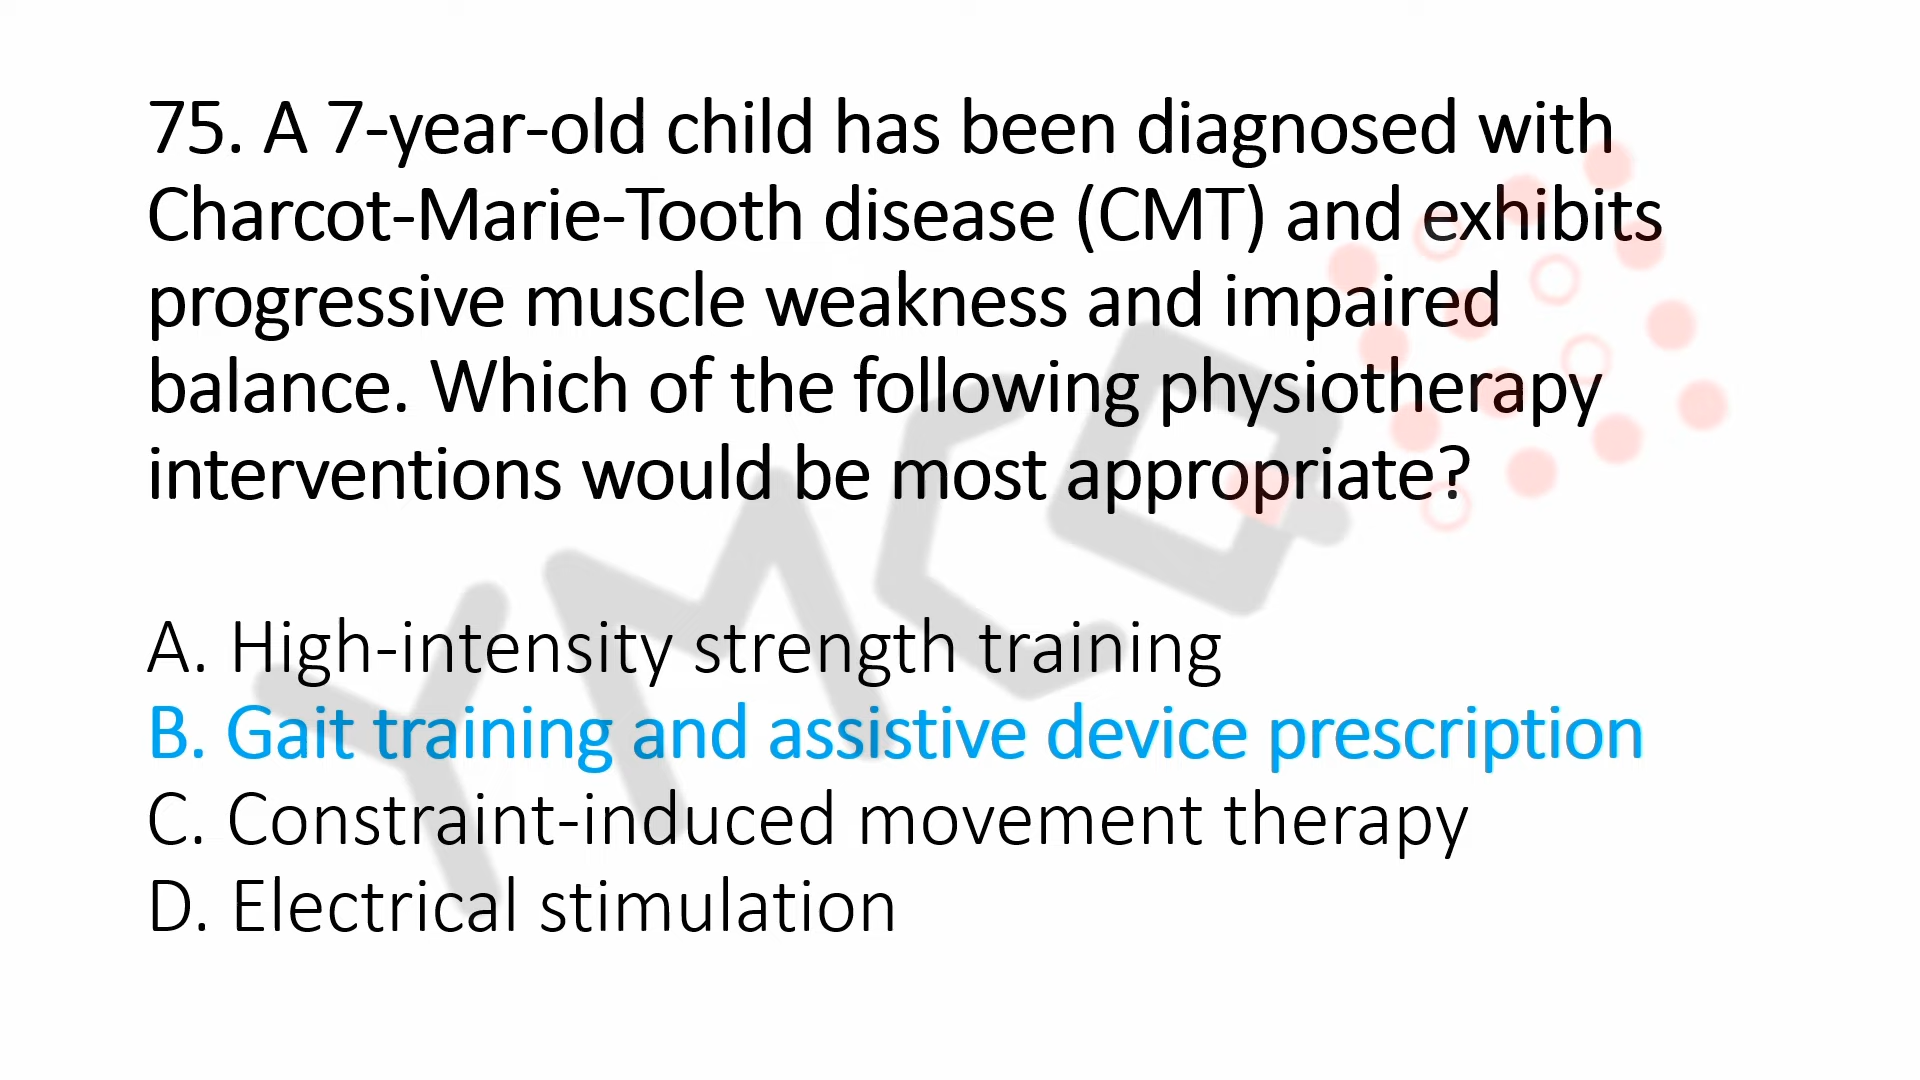 75. A 7-year-old child has been diagnosed with
Charcot-Marie-Tooth disease (CMT) and exhibits
progressive muscle weakness and impaired
balance. Which of the following physiotherapy
interventions would be most appropriate?
A. High-intensity strength training
B. Gait training and assistive device prescription
C. Constraint-induced movement therapy
D. Electrical stimulation
YMCQ